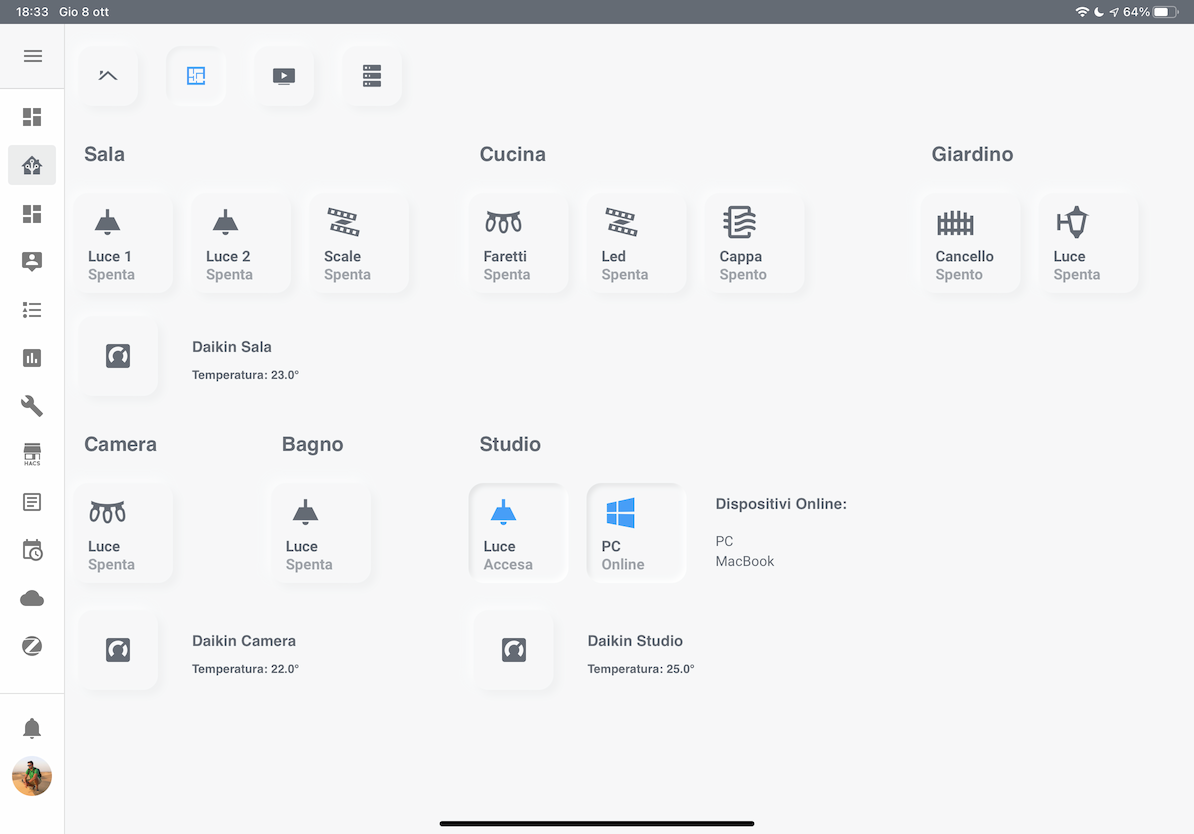 18:33 Gio 8 ott
64%
Sala
Cucina
Giardino
Luce 1
Spenta
Luce 2
Spenta
Scale
Spenta
Faretti
Spenta
Led
Spenta
Cappa
Spento
Cancello
Spento
Luce
Spenta
Daikin Sala
Temperatura: 23.0°
Camera
Bagno
Studio
Luce
Spenta
Luce
Spenta
Luce
Accesa
PC
Online
Dispositivi Online:
PC
MacBook
HACS
Daikin Camera
Temperatura: 22.0°
Daikin Studio
Temperatura: 25.0°